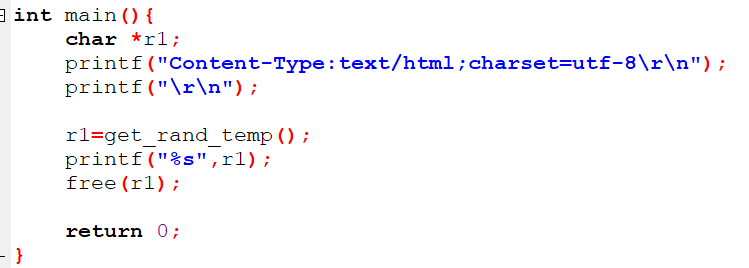 int main(){
char *r1;
printf("Content-Type:text/html;charset=utf-8\r\n");
printf("\r\n");
r1=get_rand_temp();
printf("%s",r1);
free(r1);
return 0;
}